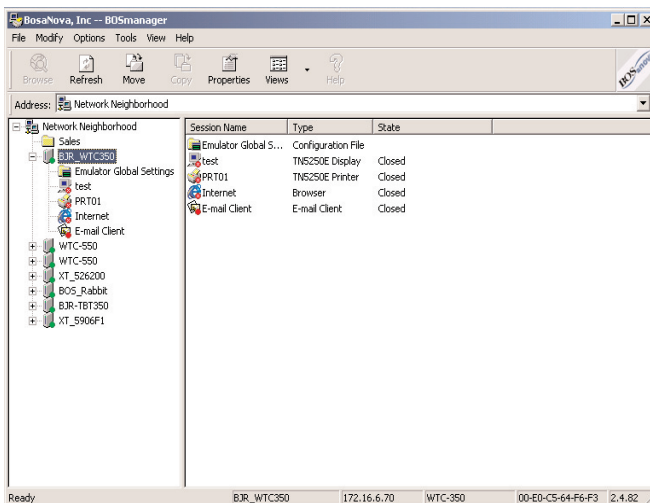 BosaNova, Inc -- BOSmanager
File Modify Options Tools View Help
Browse Refresh Move Copy Properties Views Help
BOSanova
Address: Network Neighborhood
Network Neighborhood
Sales
BJR_WTC350
Emulator Global Settings
test
PRT01
Internet
E-mail Client
WTC-550
WTC-550
XT_526200
BOS_Rabbit
BJR-TBT350
XT_5906F1
Session Name Type State
Emulator Global S... Configuration File
test TN5250E Display Closed
PRT01 TN5250E Printer Closed
Internet Browser Closed
E-mail Client E-mail Client Closed
Ready BJR_WTC350 172.16.6.70 WTC-350 00-E0-C5-64-F6-F3 2.4.82